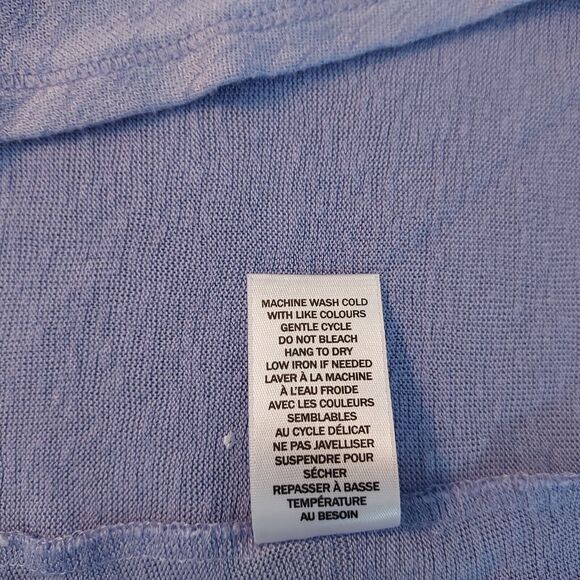 MACHINE WASH COLD
WITH LIKE COLOURS
GENTLE CYCLE
DO NOT BLEACH
HANG TO DRY
LOW IRON IF NEEDED
LAVER À LA MACHINE
À L'EAU FROIDE
AVEC LES COULEURS
SEMBLABLES
AU CYCLE DÉLICAT
NE PAS JAVELLISER
SUSPENDRE POUR
SÉCHER
REPASSER À BASSE
TEMPÉRATURE
AU BESOIN